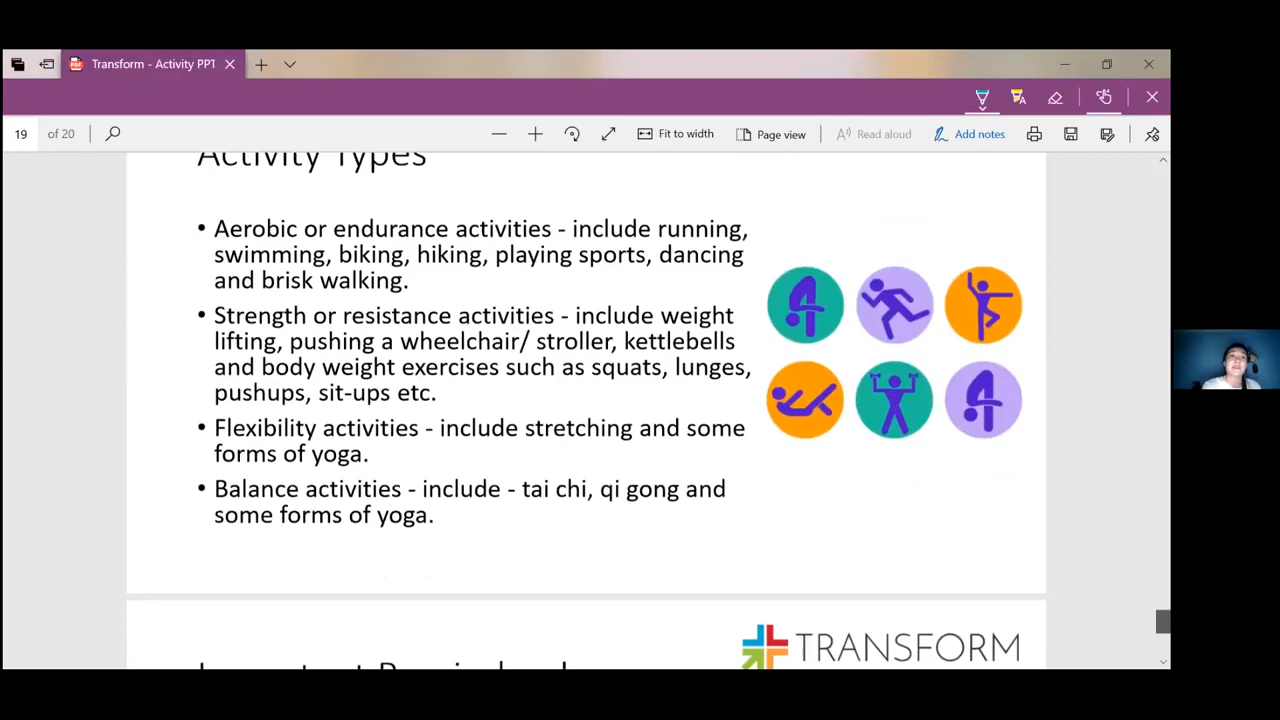 Transform - Activity PPT
19 of 20
Fit to width
Page view
Read aloud
Add notes
Activity Types
• Aerobic or endurance activities - include running,
swimming, biking, hiking, playing sports, dancing
and brisk walking.
• Strength or resistance activities - include weight
lifting, pushing a wheelchair/ stroller, kettlebells
and body weight exercises such as squats, lunges,
pushups, sit-ups etc.
• Flexibility activities - include stretching and some
forms of yoga.
• Balance activities - include - tai chi, qi gong and
some forms of yoga.
TRANSFORM